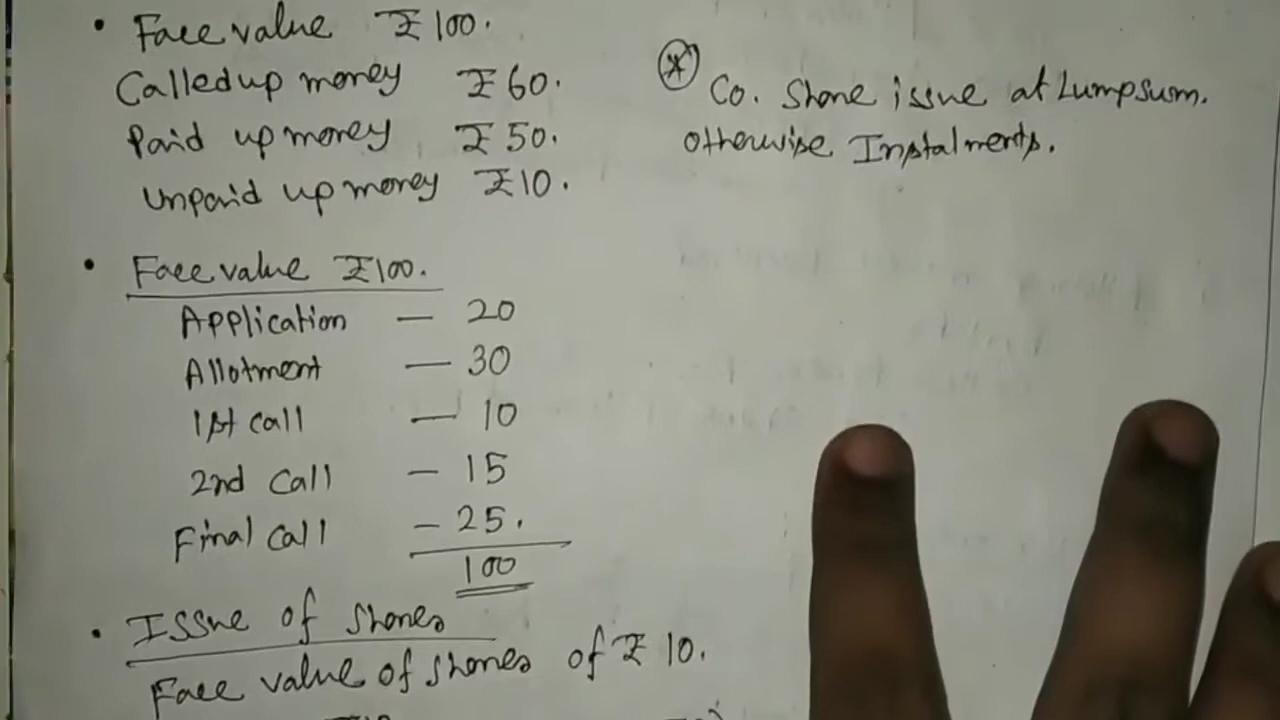 • Face value ₹100.
Calledup money ₹60.
Paid up money ₹50.
Unpaid up money ₹10.
* Co. Share issue at Lumpsum.
otherwise Instalments.
• Face value ₹100.
Application — 20
Allotment — 30
1st call — 10
2nd call — 15
Final call — 25.
100
• Issue of shares
Face value of shares of ₹10.